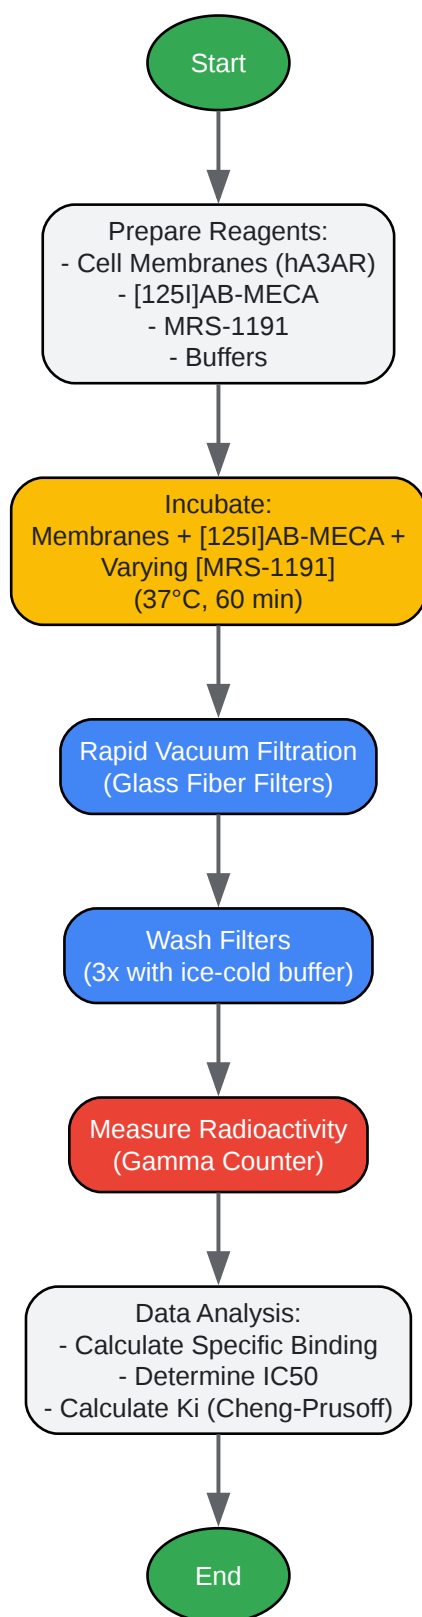 Start
Prepare Reagents:
- Cell Membranes (hA3AR)
- [125I]AB-MECA
- MRS-1191
- Buffers
Incubate:
Membranes + [125I]AB-MECA +
Varying [MRS-1191]
(37°C, 60 min)
Rapid Vacuum Filtration
(Glass Fiber Filters)
Wash Filters
(3x with ice-cold buffer)
Measure Radioactivity
(Gamma Counter)
Data Analysis:
- Calculate Specific Binding
- Determine IC50
- Calculate Ki (Cheng-Prusoff)
End